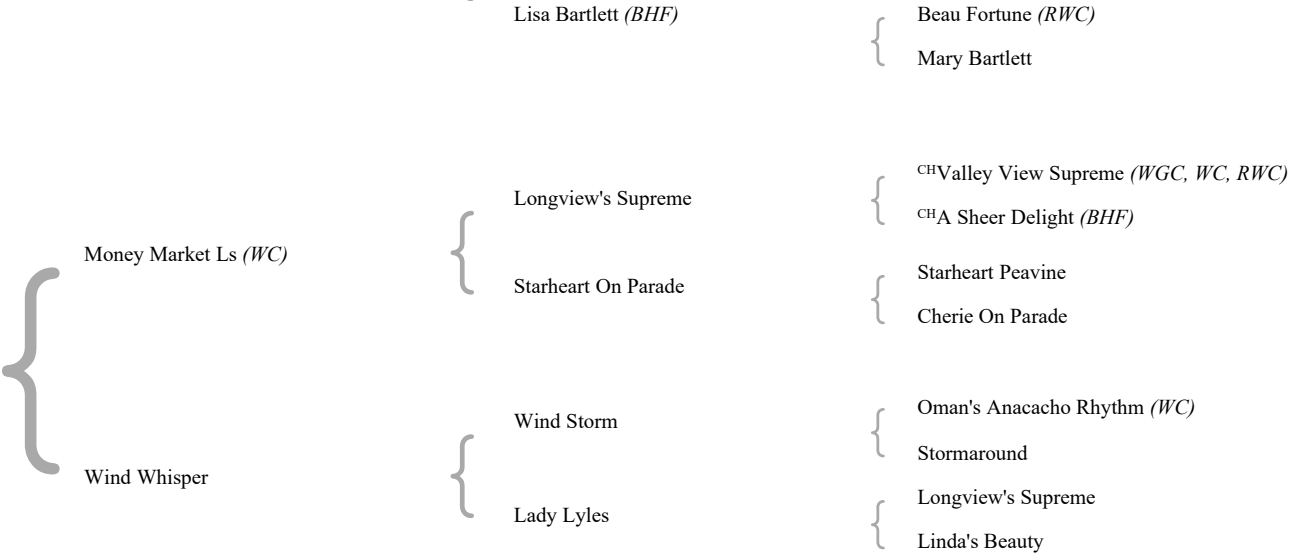 Lisa Bartlett (BHF)
Beau Fortune (RWC)
Mary Bartlett
CHValley View Supreme (WGC, WC, RWC)
Longview's Supreme
CHA Sheer Delight (BHF)
Money Market Ls (WC)
Starheart Peavine
Starheart On Parade
Cherie On Parade
Oman's Anacacho Rhythm (WC)
Wind Storm
Stormaround
Wind Whisper
Longview's Supreme
Lady Lyles
Linda's Beauty